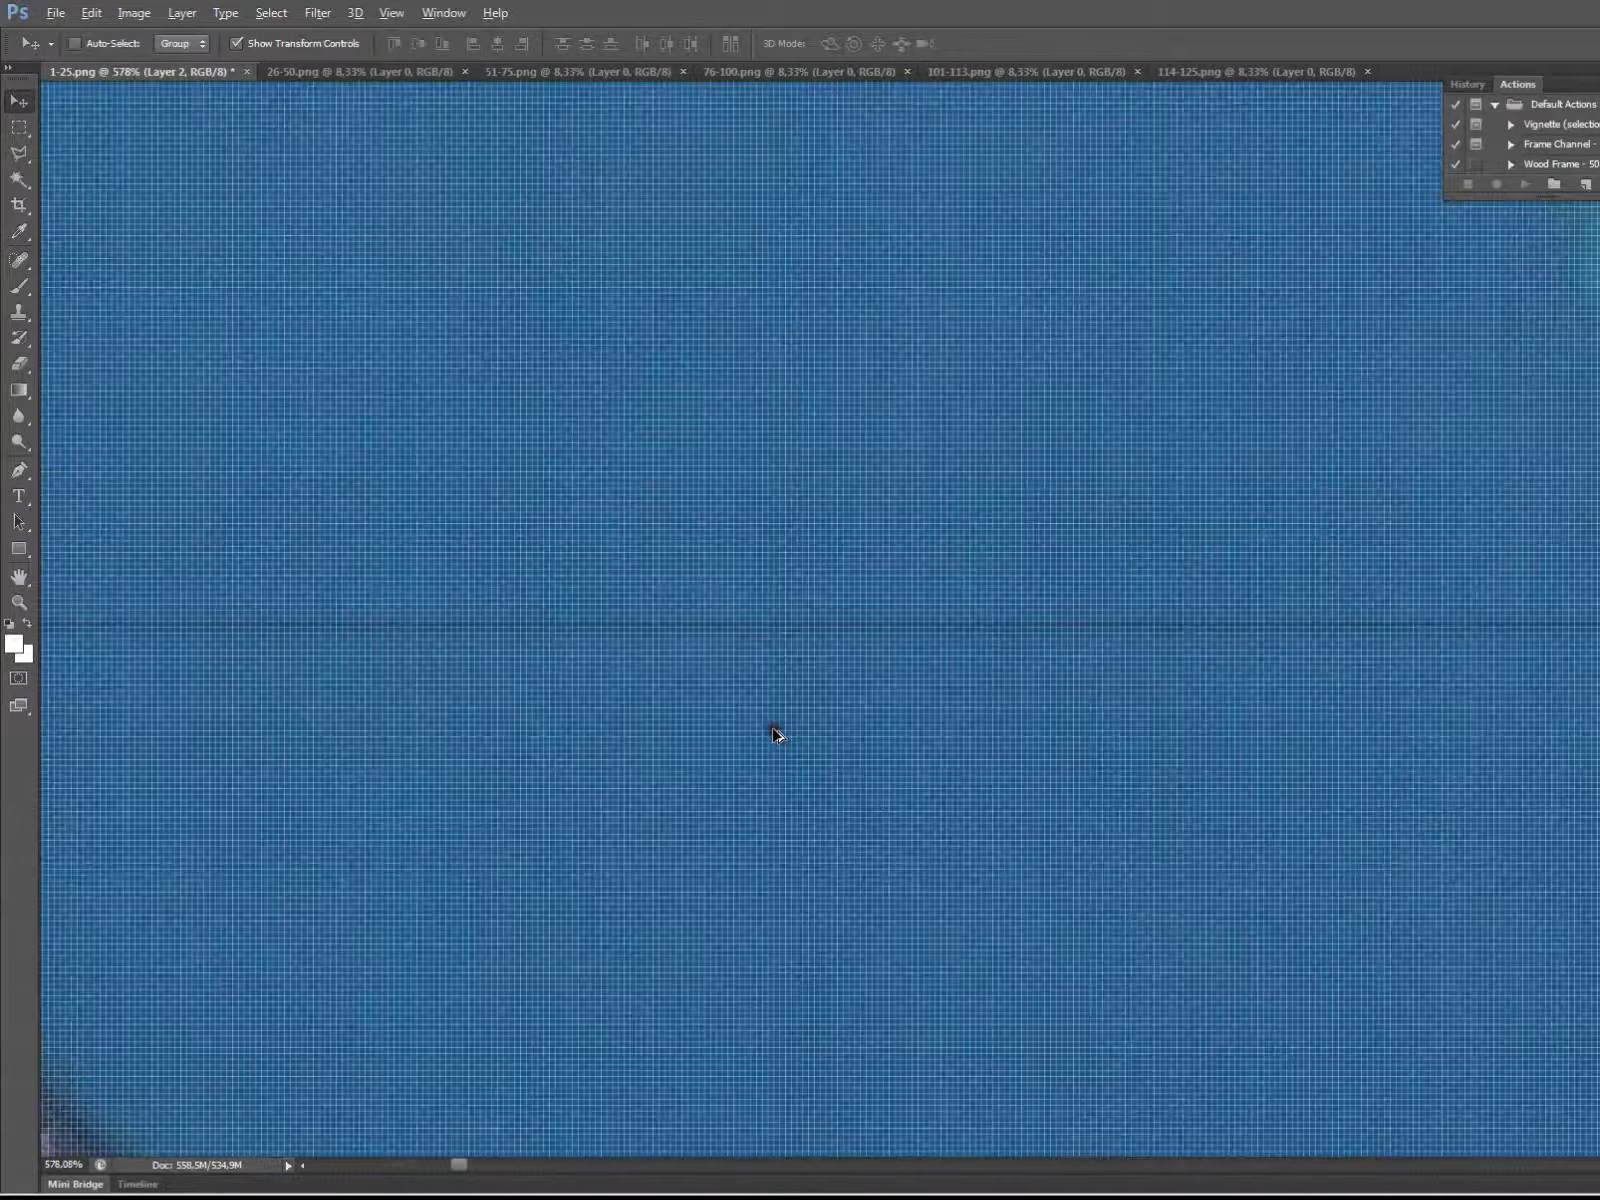 Ps File Edit Image Layer Type Select Filter 3D View Window Help
Auto-Select: Group Show Transform Controls 3D Mode:
1-25.png @ 578% (Layer 2, RGB/8) * × 26-50.png @ 8,33% (Layer 0, RGB/8) × 51-75.png @ 8,33% (Layer 0, RGB/8) × 76-100.png @ 8,33% (Layer 0, RGB/8) × 101-113.png @ 8,33% (Layer 0, RGB/8) × 114-125.png @ 8,33% (Layer 0, RGB/8) ×
History Actions
Default Actions
Vignette (selectio
Frame Channel -
Wood Frame - 50
T
578,08% Doc: 558,5M/534,9M
Mini Bridge Timeline